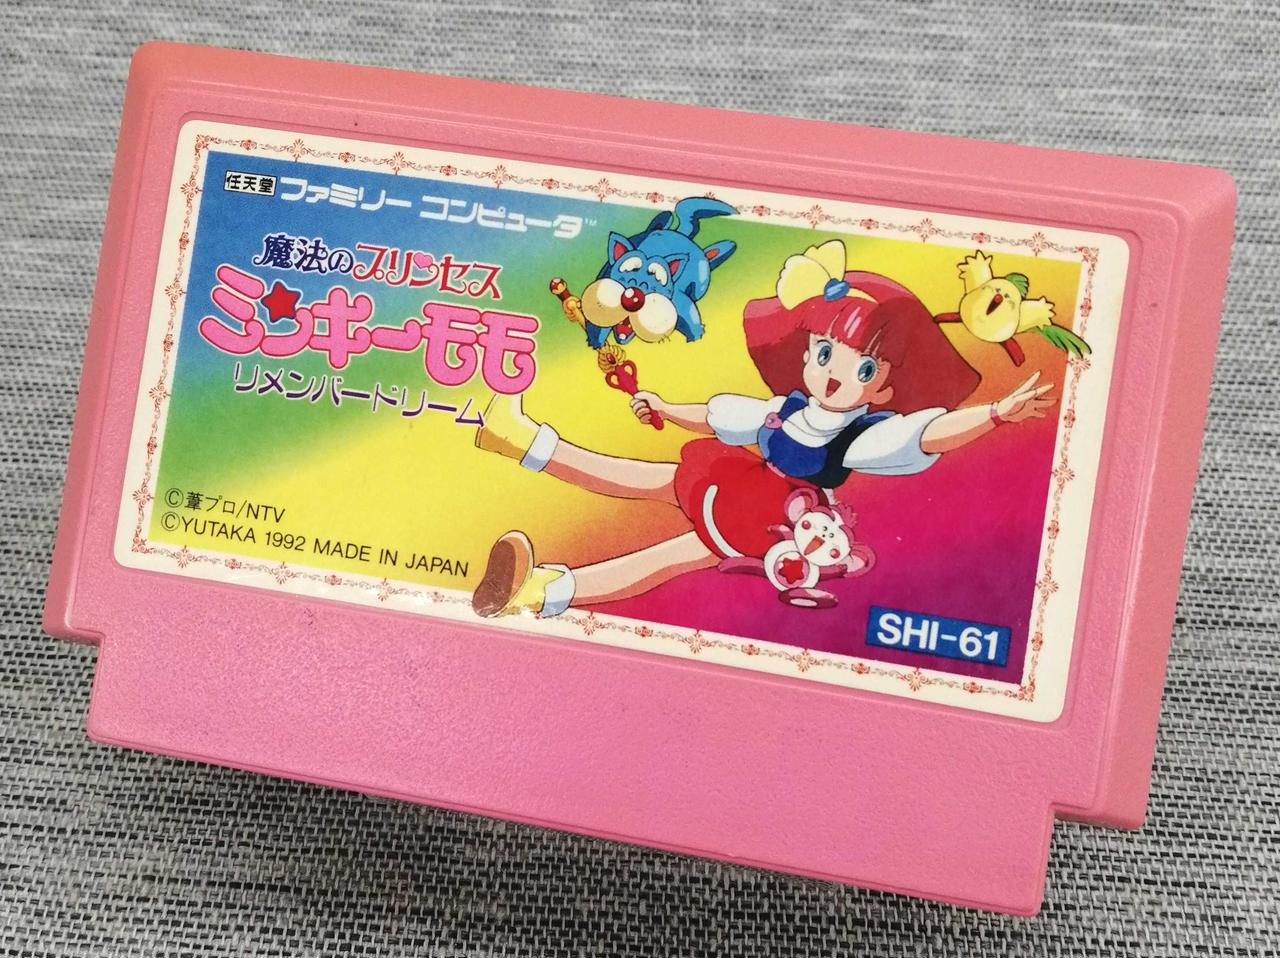 任天堂 ファミリー コンピュータ™
魔法のプリンセス
ミンキーモモ
リメンバードリーム
©葦プロ/NTV
©YUTAKA 1992 MADE IN JAPAN
SHI-61